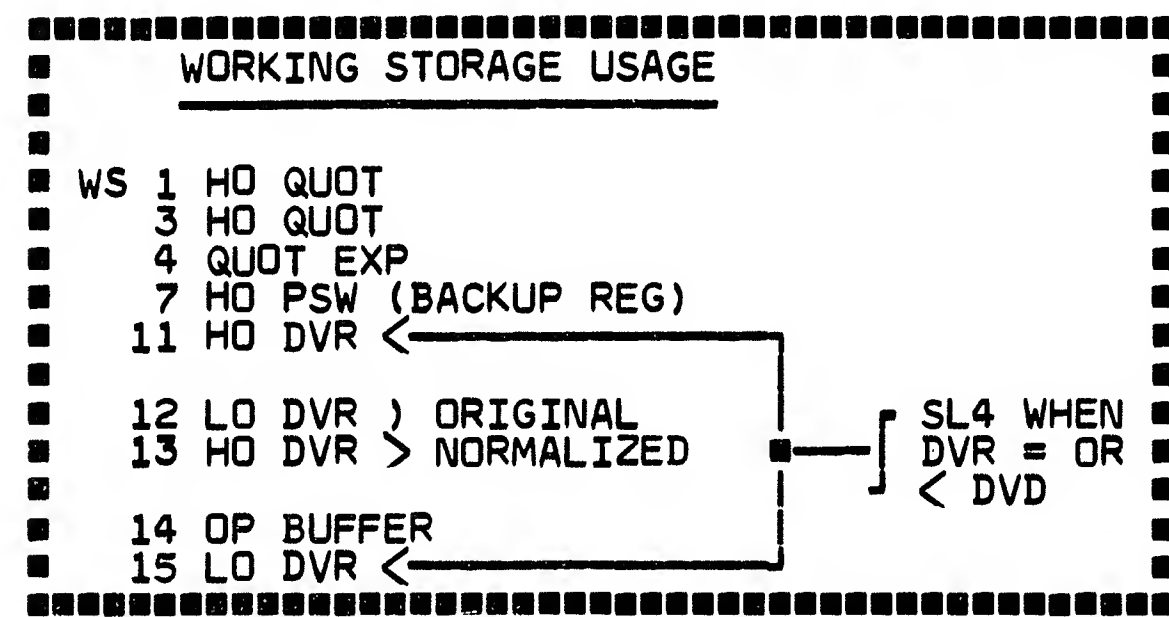 WORKING STORAGE USAGE
WS 1 HO QUOT
3 HO QUOT
4 QUOT EXP
7 HO PSW (BACKUP REG)
11 HO DVR <
12 LO DVR ) ORIGINAL
13 HO DVR > NORMALIZED
14 OP BUFFER
15 LO DVR <
SL4 WHEN
DVR = OR
< DVD